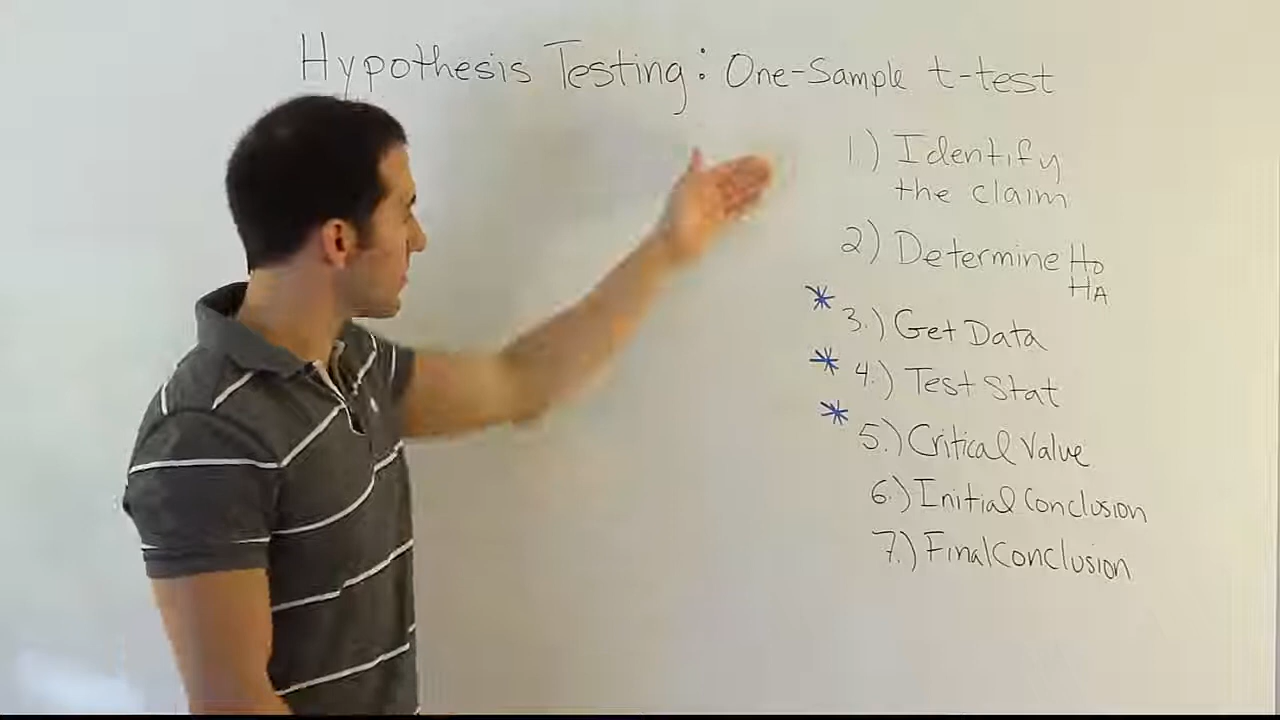 Hypothesis Testing: One-Sample t-test
1.) Identify
the claim
2.) Determine Ho
HA
* 3.) Get Data
* 4.) Test Stat
* 5.) Critical Value
6.) Initial Conclusion
7.) Final Conclusion